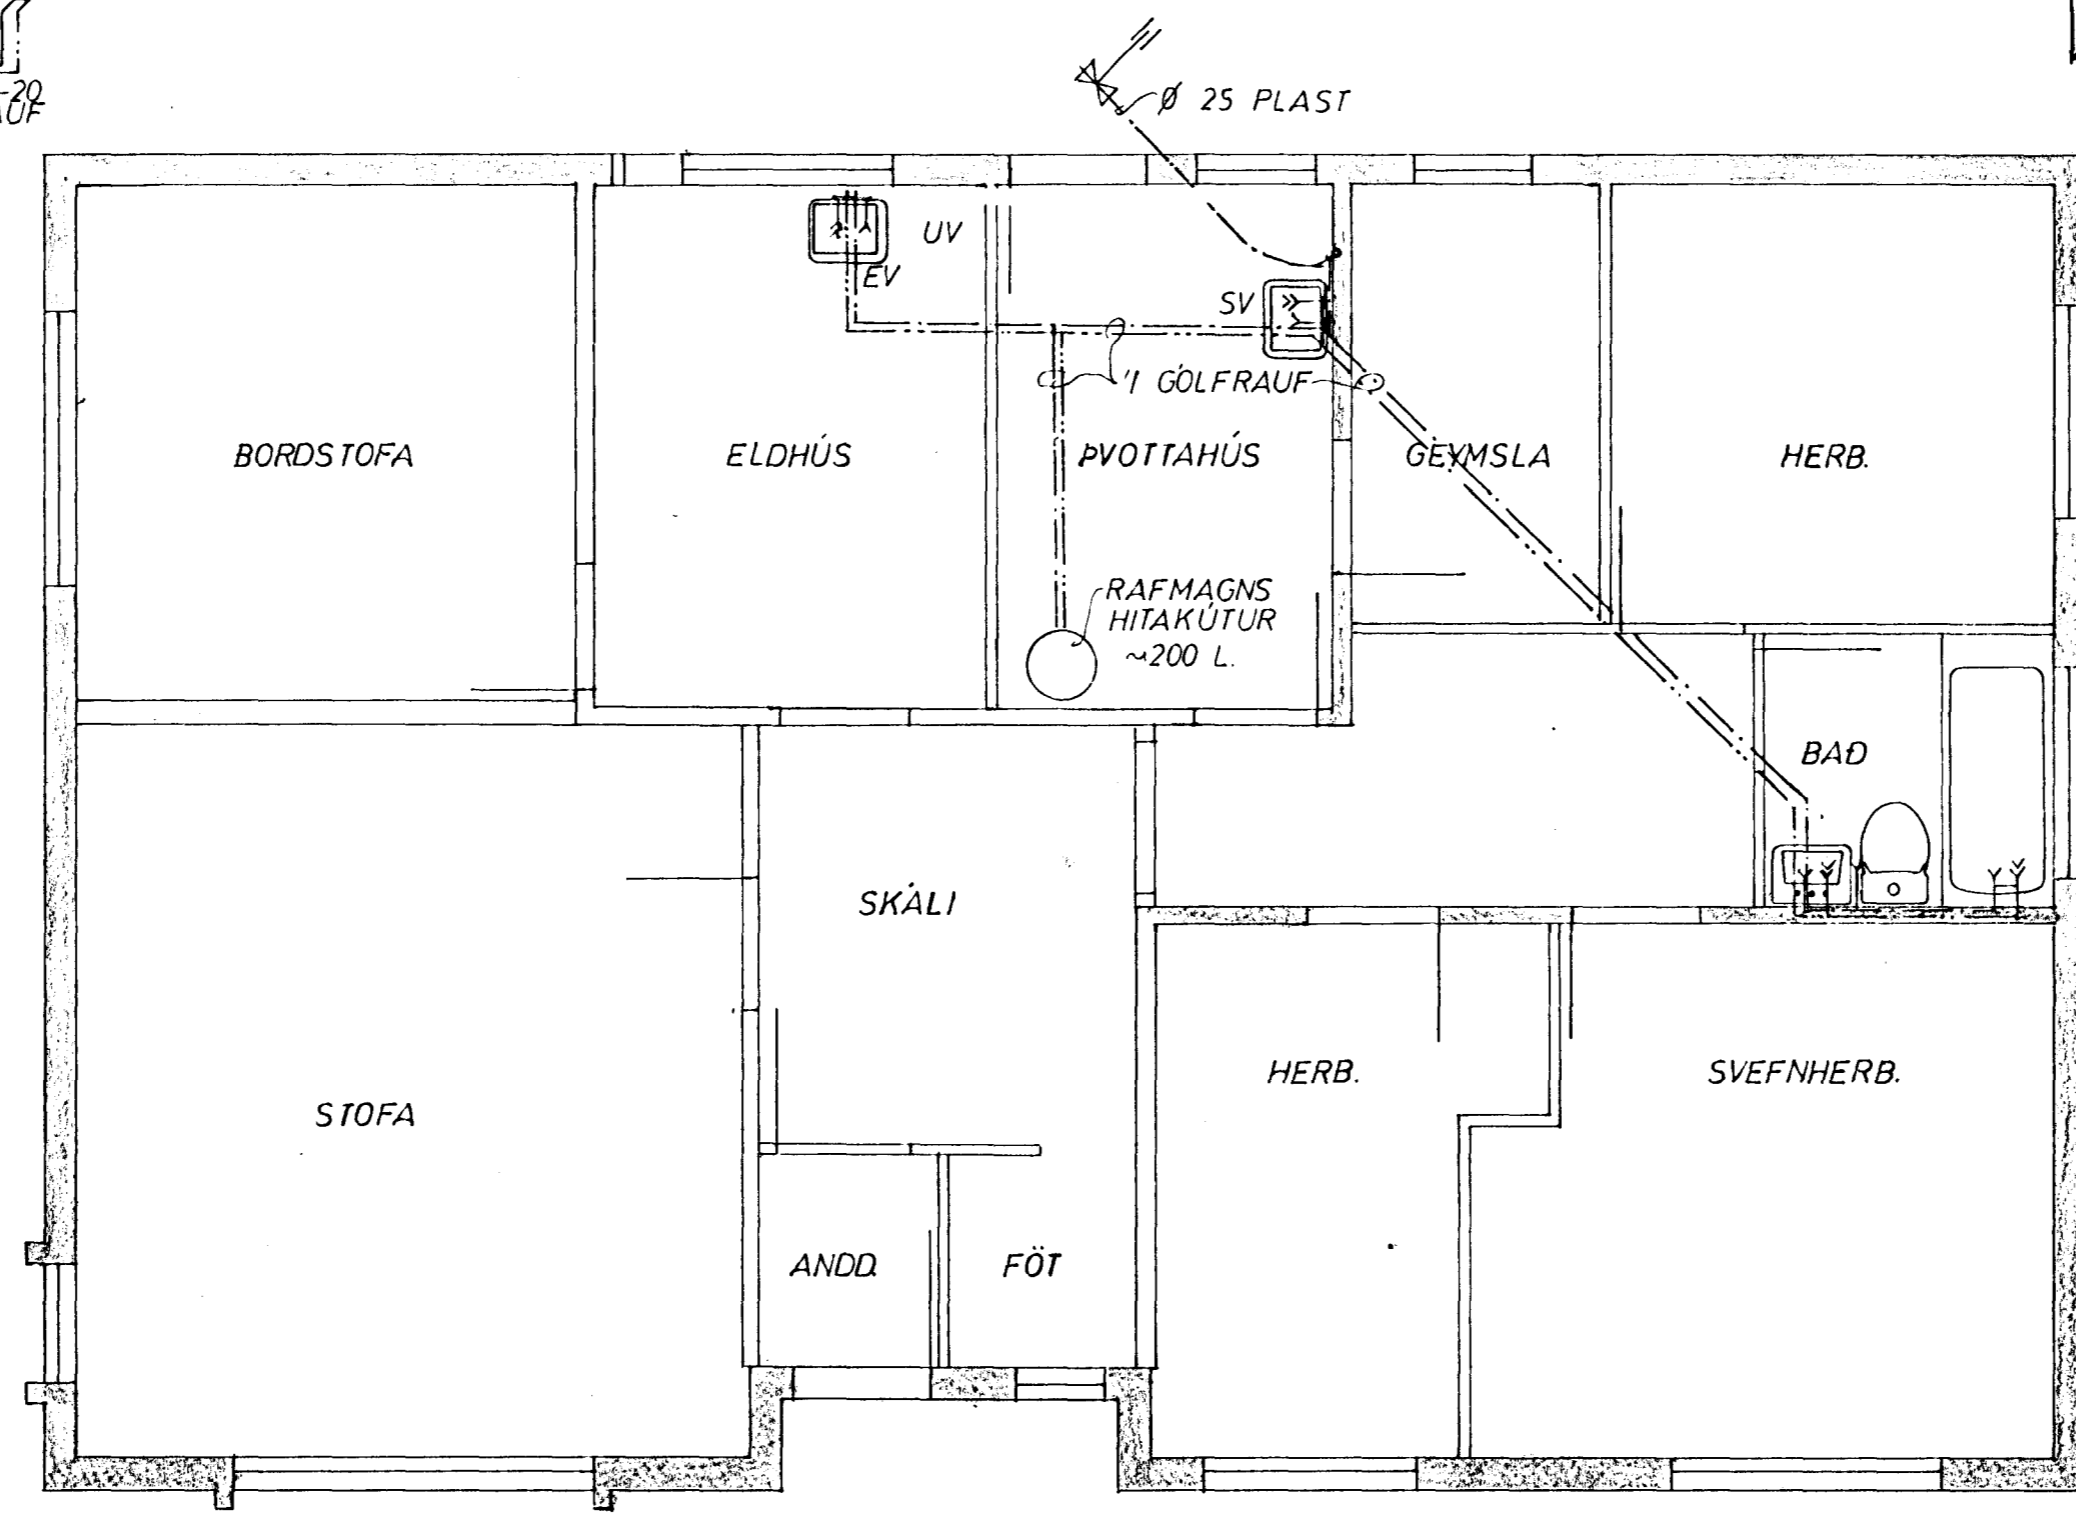 -20
Ø 25 PLAST
UV
EV
SV
Í GÓLFRAUF
BORDSTOFA
ELDHÚS
ÞVOTTAHÚS
GEYMSLA
HERB.
RAFMAGNS
HITAKÚTUR
~200 L.
BAÐ
SKÁLI
STOFA
HERB.
SVEFNHERB.
ANDD.
FÖT